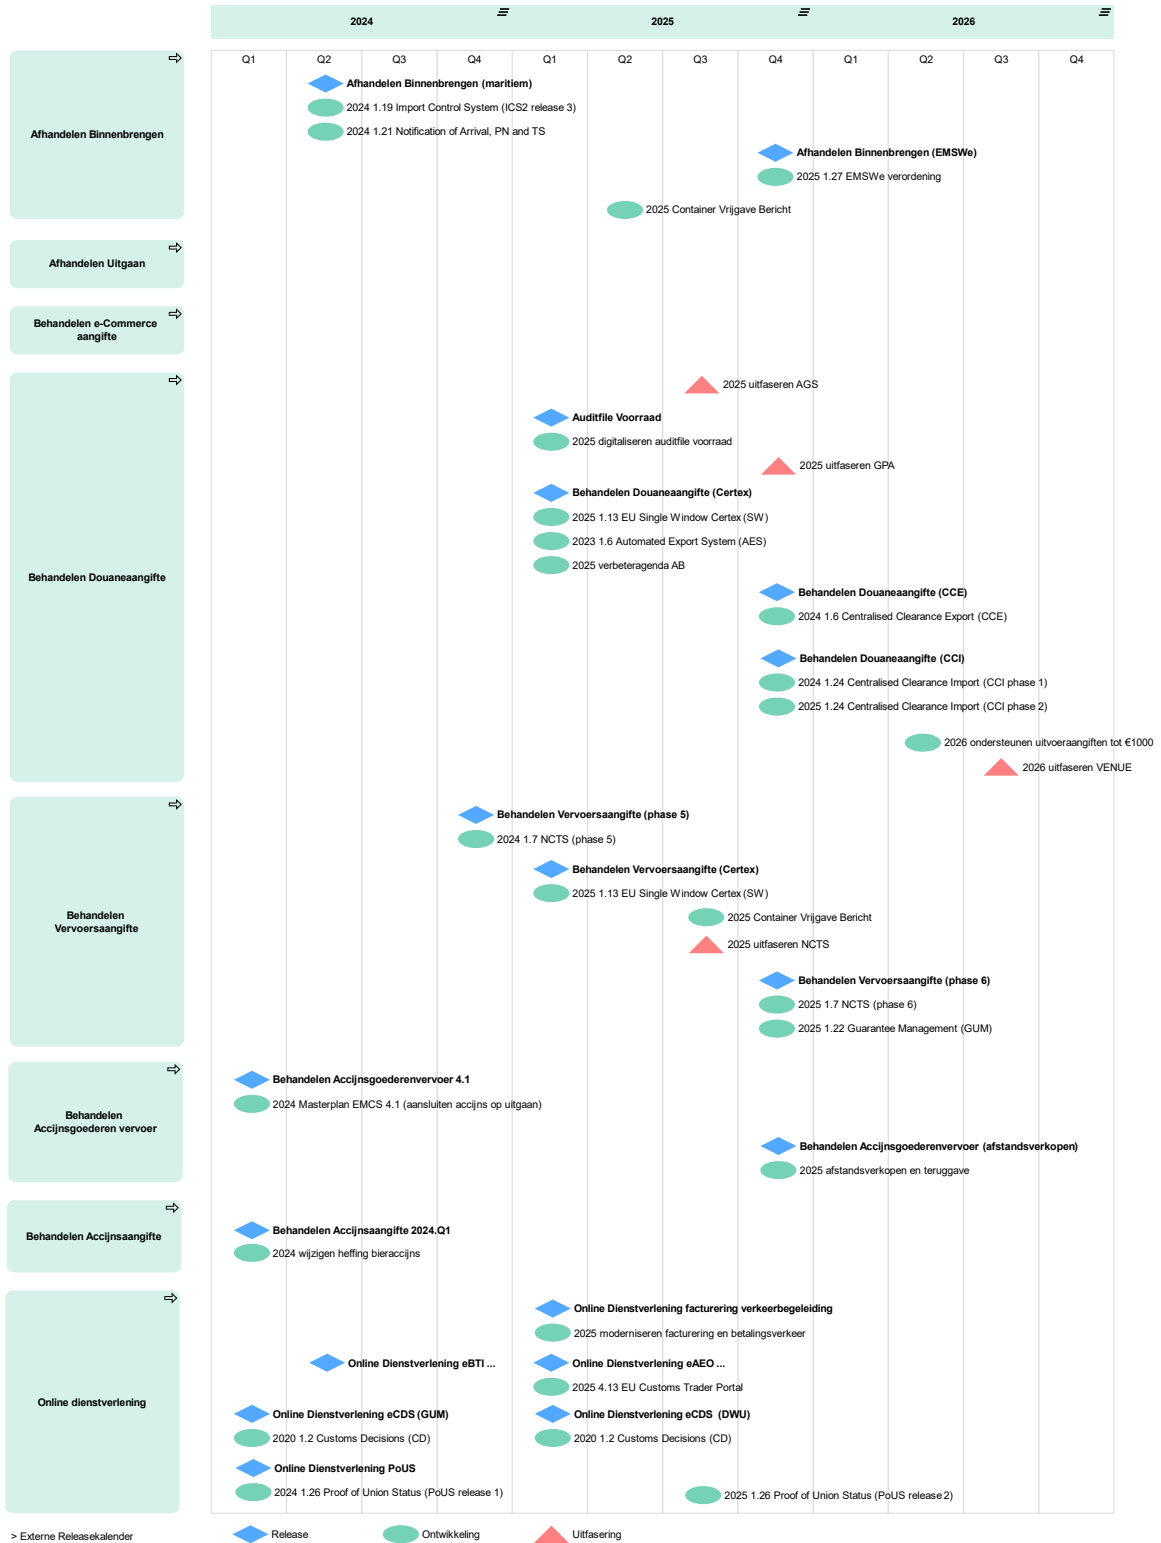 2024
2025
2026
Q1
Q2
Q3
Q4
Q1
Q2
Q3
Q4
Q1
Q2
Q3
Q4
Afhandelen Binnenbrengen
Afhandelen Binnenbrengen (maritiem)
2024 1.19 Import Control System (ICS2 release 3)
2024 1.21 Notification of Arrival, PN and TS
Afhandelen Binnenbrengen (EMSWe)
2025 1.27 EMSWe verordening
2025 Container Vrijgave Bericht
Afhandelen Uitgaan
Behandelen e-Commerce
aangifte
Behandelen Douaneaangifte
2025 uitfaseren AGS
Auditfile Voorraad
2025 digitaliseren auditfile voorraad
2025 uitfaseren GPA
Behandelen Douaneaangifte (Certex)
2025 1.13 EU Single Window Certex (SW)
2023 1.6 Automated Export System (AES)
2025 verbeteragenda AB
Behandelen Douaneaangifte (CCE)
2024 1.6 Centralised Clearance Export (CCE)
Behandelen Douaneaangifte (CCI)
2024 1.24 Centralised Clearance Import (CCI phase 1)
2025 1.24 Centralised Clearance Import (CCI phase 2)
2026 ondersteunen uitvoeraangiften tot €1000
2026 uitfaseren VENUE
Behandelen
Vervoersaangifte
Behandelen Vervoersaangifte (phase 5)
2024 1.7 NCTS (phase 5)
Behandelen Vervoersaangifte (Certex)
2025 1.13 EU Single Window Certex (SW)
2025 Container Vrijgave Bericht
2025 uitfaseren NCTS
Behandelen Vervoersaangifte (phase 6)
2025 1.7 NCTS (phase 6)
2025 1.22 Guarantee Management (GUM)
Behandelen
Accijnsgoederen vervoer
Behandelen Accijnsgoederenvervoer 4.1
2024 Masterplan EMCS 4.1 (aansluiten accijns op uitgaan)
Behandelen Accijnsgoederenvervoer (afstandsverkopen)
2025 afstandsverkopen en teruggave
Behandelen Accijnsaangifte
Behandelen Accijnsaangifte 2024.Q1
2024 wijzigen heffing bieraccijns
Online dienstverlening
Online Dienstverlening facturering verkeerbegeleiding
2025 moderniseren facturering en betalingsverkeer
Online Dienstverlening eBTI ...
Online Dienstverlening eAEO ...
2025 4.13 EU Customs Trader Portal
Online Dienstverlening eCDS (GUM)
Online Dienstverlening eCDS (DWU)
2020 1.2 Customs Decisions (CD)
2020 1.2 Customs Decisions (CD)
Online Dienstverlening PoUS
2024 1.26 Proof of Union Status (PoUS release 1)
2025 1.26 Proof of Union Status (PoUS release 2)
> Externe Releasekalender
Release
Ontwikkeling
Uitfasering